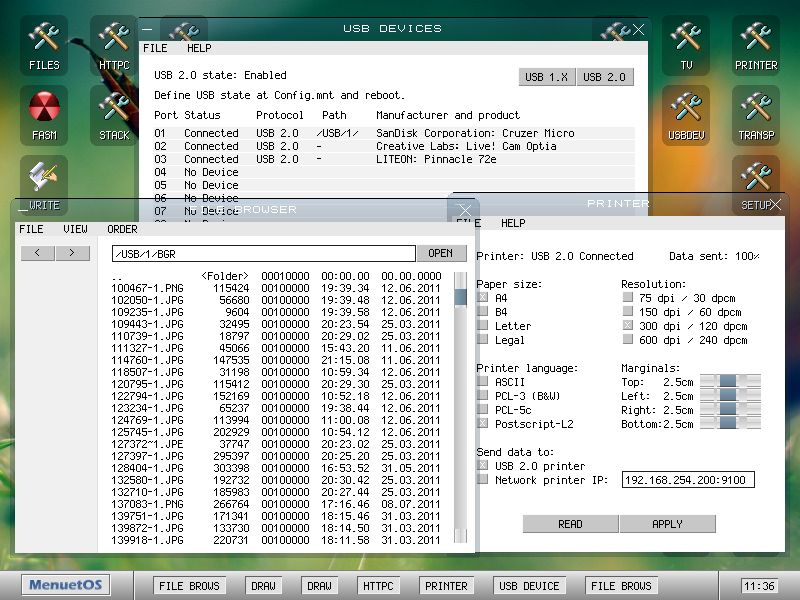 FILES
HTTPC
TV
PRINTER
FASM
STACK
USBDEV
TRANSP
WRITE
SETUP
USB DEVICES
FILE HELP
USB 2.0 state: Enabled
USB 1.X USB 2.0
Define USB state at Config.mnt and reboot.
Port Status Protocol Path Manufacturer and product
01 Connected USB 2.0 /USB/1/ SanDisk Corporation: Cruzer Micro
02 Connected USB 2.0 - Creative Labs: Live! Cam Optia
03 Connected USB 2.0 - LITEON: Pinnacle 72e
04 No Device
05 No Device
06 No Device
07 No Device
BROWSER
FILE VIEW ORDER
< >
/USB/1/BGR OPEN
.. <Folder> 00010000 00:00.00 00.00.0000
100467-1.PNG 115424 00100000 19:39.34 12.06.2011
102050-1.JPG 56680 00100000 19:39.48 12.06.2011
109235-1.JPG 9604 00100000 19:39.58 12.06.2011
109443-1.JPG 32495 00100000 20:23.54 25.03.2011
110739-1.JPG 18797 00100000 20:29.02 25.03.2011
111327-1.JPG 45066 00100000 15:43.20 11.06.2011
114760-1.JPG 147535 00100000 21:15.08 11.06.2011
118507-1.JPG 31198 00100000 10:59.34 12.06.2011
120795-1.JPG 115412 00100000 20:29.30 25.03.2011
122794-1.JPG 152169 00100000 10:52.18 12.06.2011
123234-1.JPG 65237 00100000 19:38.44 12.06.2011
124769-1.JPG 113994 00100000 11:00.08 12.06.2011
125745-1.JPG 202929 00100000 10:54.12 12.06.2011
127372~1.JPE 37747 00100000 20:23.02 25.03.2011
127397-1.JPG 295397 00100000 20:25.20 25.03.2011
128404-1.JPG 303398 00100000 16:53.52 31.05.2011
132580-1.JPG 192732 00100000 20:30.42 25.03.2011
132710-1.JPG 185983 00100000 20:27.44 25.03.2011
137083-1.PNG 266764 00100000 17:16.46 08.07.2011
139751-1.JPG 171341 00100000 18:15.46 31.03.2011
139872-1.JPG 133730 00100000 18:14.50 31.03.2011
139918-1.JPG 220731 00100000 18:11.58 31.03.2011
PRINTER
FILE HELP
Printer: USB 2.0 Connected Data sent: 100%
Paper size: Resolution:
A4 75 dpi / 30 dpcm
B4 150 dpi / 60 dpcm
Letter 300 dpi / 120 dpcm
Legal 600 dpi / 240 dpcm
Printer language: Marginals:
ASCII Top: 2.5cm
PCL-3 (B&W) Left: 2.5cm
PCL-5c Right: 2.5cm
Postscript-L2 Bottom:2.5cm
Send data to:
USB 2.0 printer
Network printer IP: 192.168.254.200:9100
READ APPLY
MenuetOS FILE BROWS DRAW DRAW HTTPC PRINTER USB DEVICE FILE BROWS 11:36